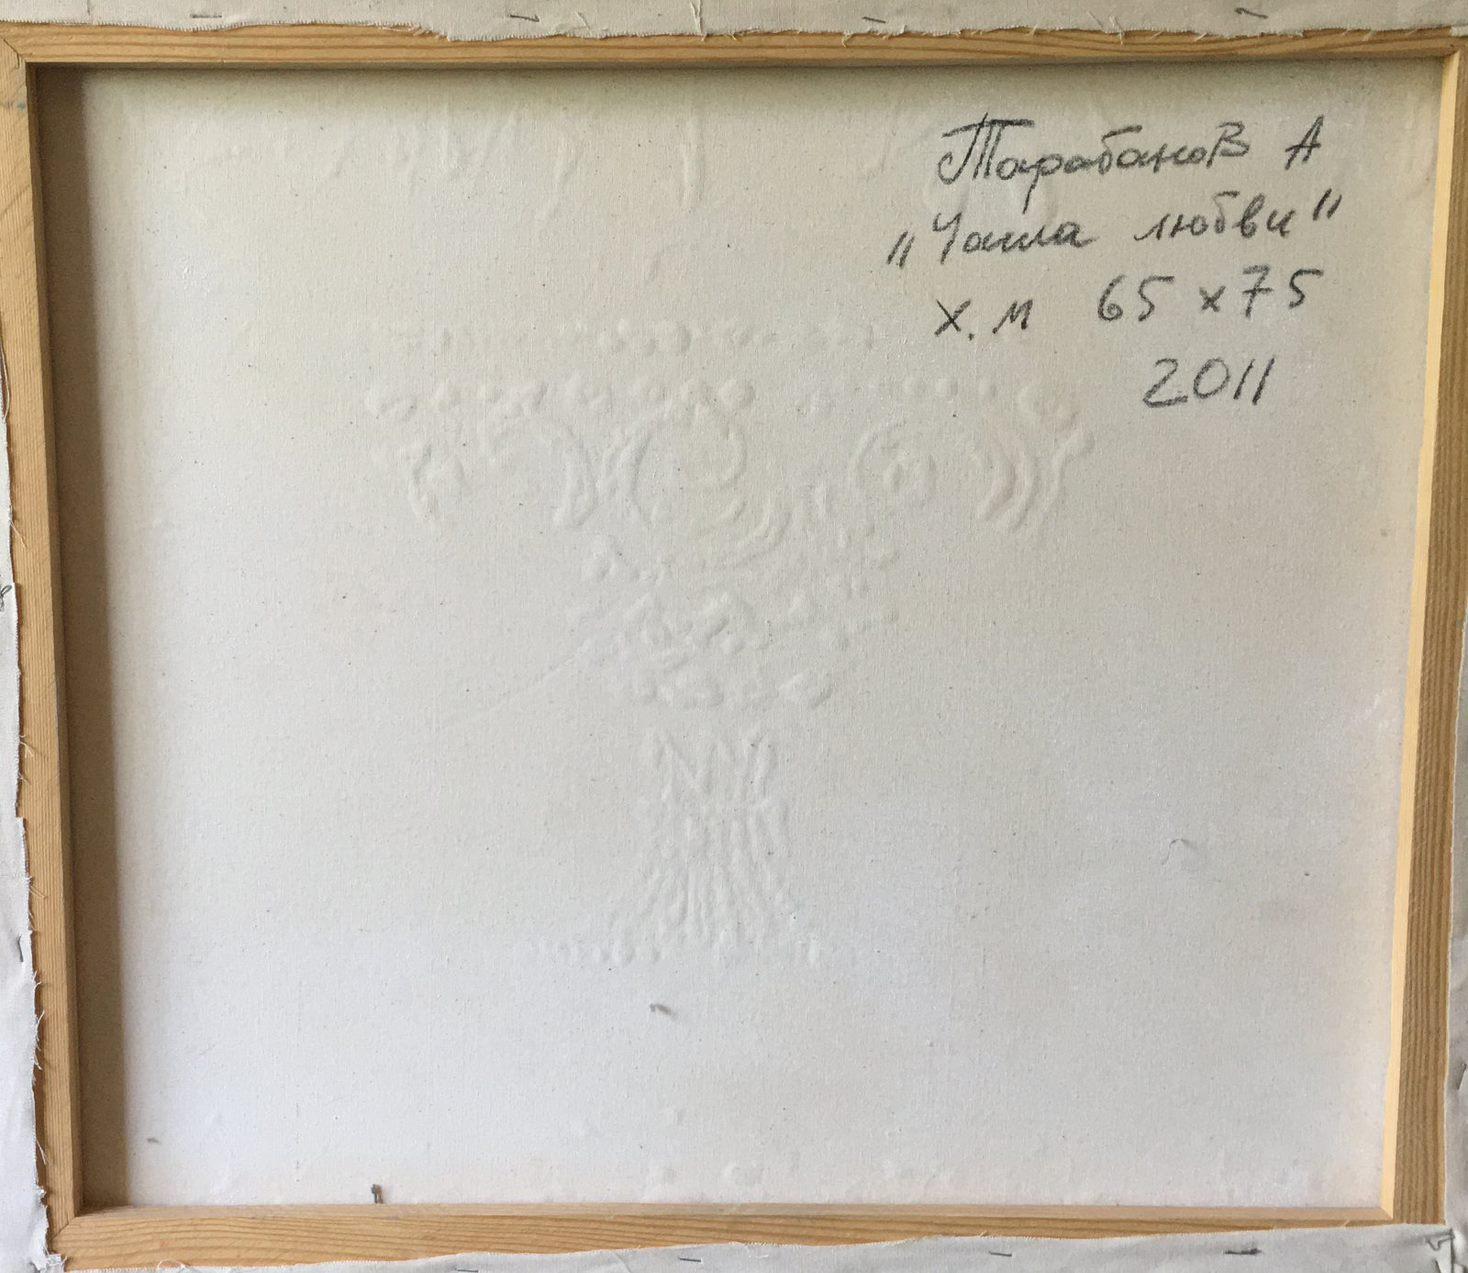 Тарабанов А
„Чаша любви"
х.м 65 х 75
2011